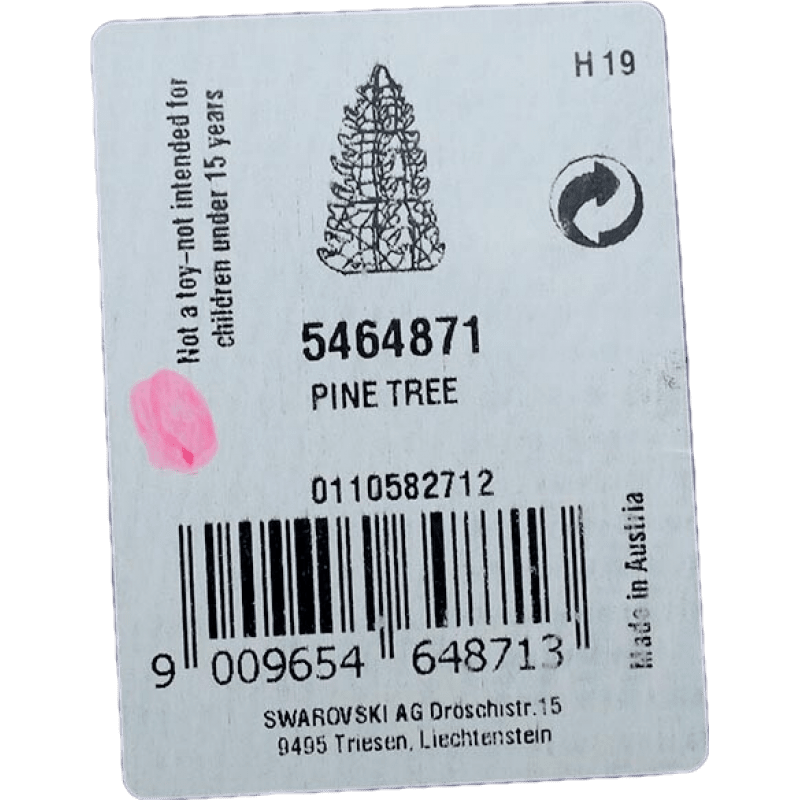 H 19
Not a toy-not intended for
children under 15 years
5464871
PINE TREE
0110582712
9 009654 648713
Made in Austria
SWAROVSKI AG Dröschistr.15
9495 Triesen, Liechtenstein